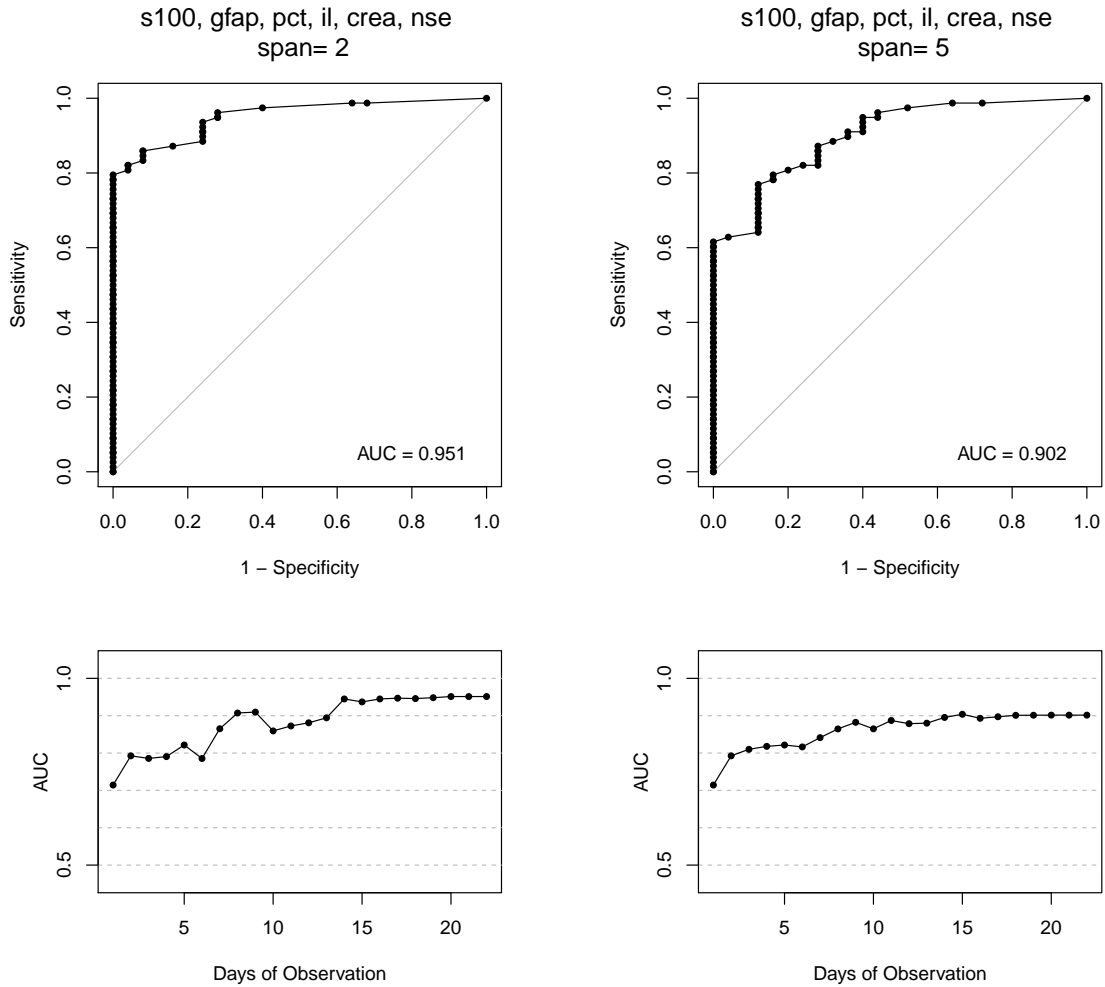 s100, gfap, pct, il, crea, nse
span= 2
1.0
0.8
0.6
0.4
0.2
0.0
Sensitivity
AUC = 0.951
0.0 0.2 0.4 0.6 0.8 1.0
1 − Specificity
s100, gfap, pct, il, crea, nse
span= 5
1.0
0.8
0.6
0.4
0.2
0.0
Sensitivity
AUC = 0.902
0.0 0.2 0.4 0.6 0.8 1.0
1 − Specificity
1.0
0.5
AUC
5 10 15 20
Days of Observation
1.0
0.5
AUC
5 10 15 20
Days of Observation